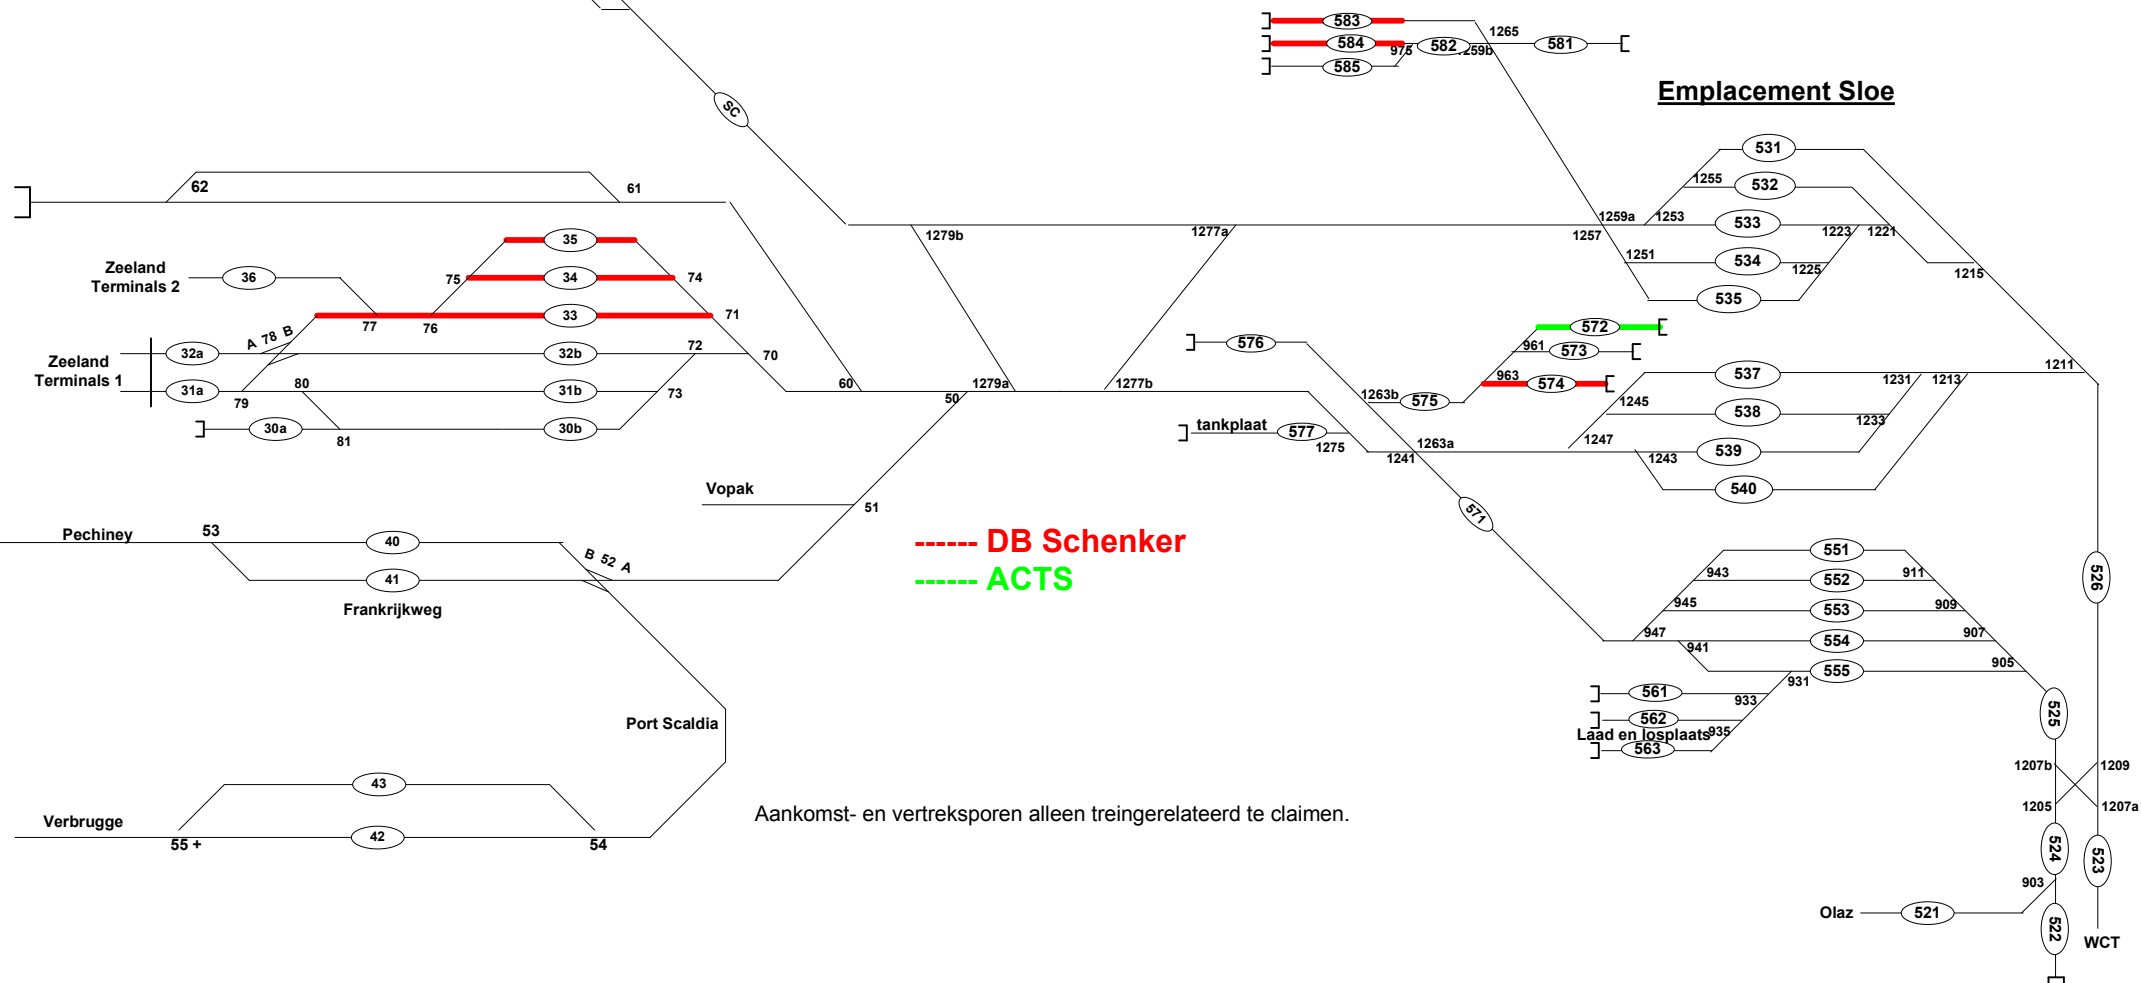 583
1265
584
975
582
1259b
581
585
Emplacement Sloe
SC
531
62
61
1255
532
1279b
1277a
1259a
1257
1253
533
1223
1221
35
Zeeland
Terminals 2
36
75
34
74
1251
534
1225
1215
535
77
76
33
71
A 78 B
572
Zeeland
Terminals 1
32a
32b
72
70
576
961
573
31a
79
80
31b
73
60
50
1279a
1277b
963
574
537
1231
1213
1211
1263b
575
1245
538
1233
30a
81
30b
tankplaat
577
1275
1241
1263a
1247
1243
539
540
Vopak
51
571
Pechiney
53
40
B 52 A
------ DB Schenker
------ ACTS
41
Frankrijkweg
551
943
552
911
526
945
553
909
947
554
907
941
555
905
931
561
933
562
935
Laad en losplaats
563
525
Port Scaldia
1207b
1209
43
1205
1207a
Aankomst- en vertreksporen alleen treingerelateerd te claimen.
Verbrugge
55 +
42
54
524
523
903
Olaz
521
522
WCT